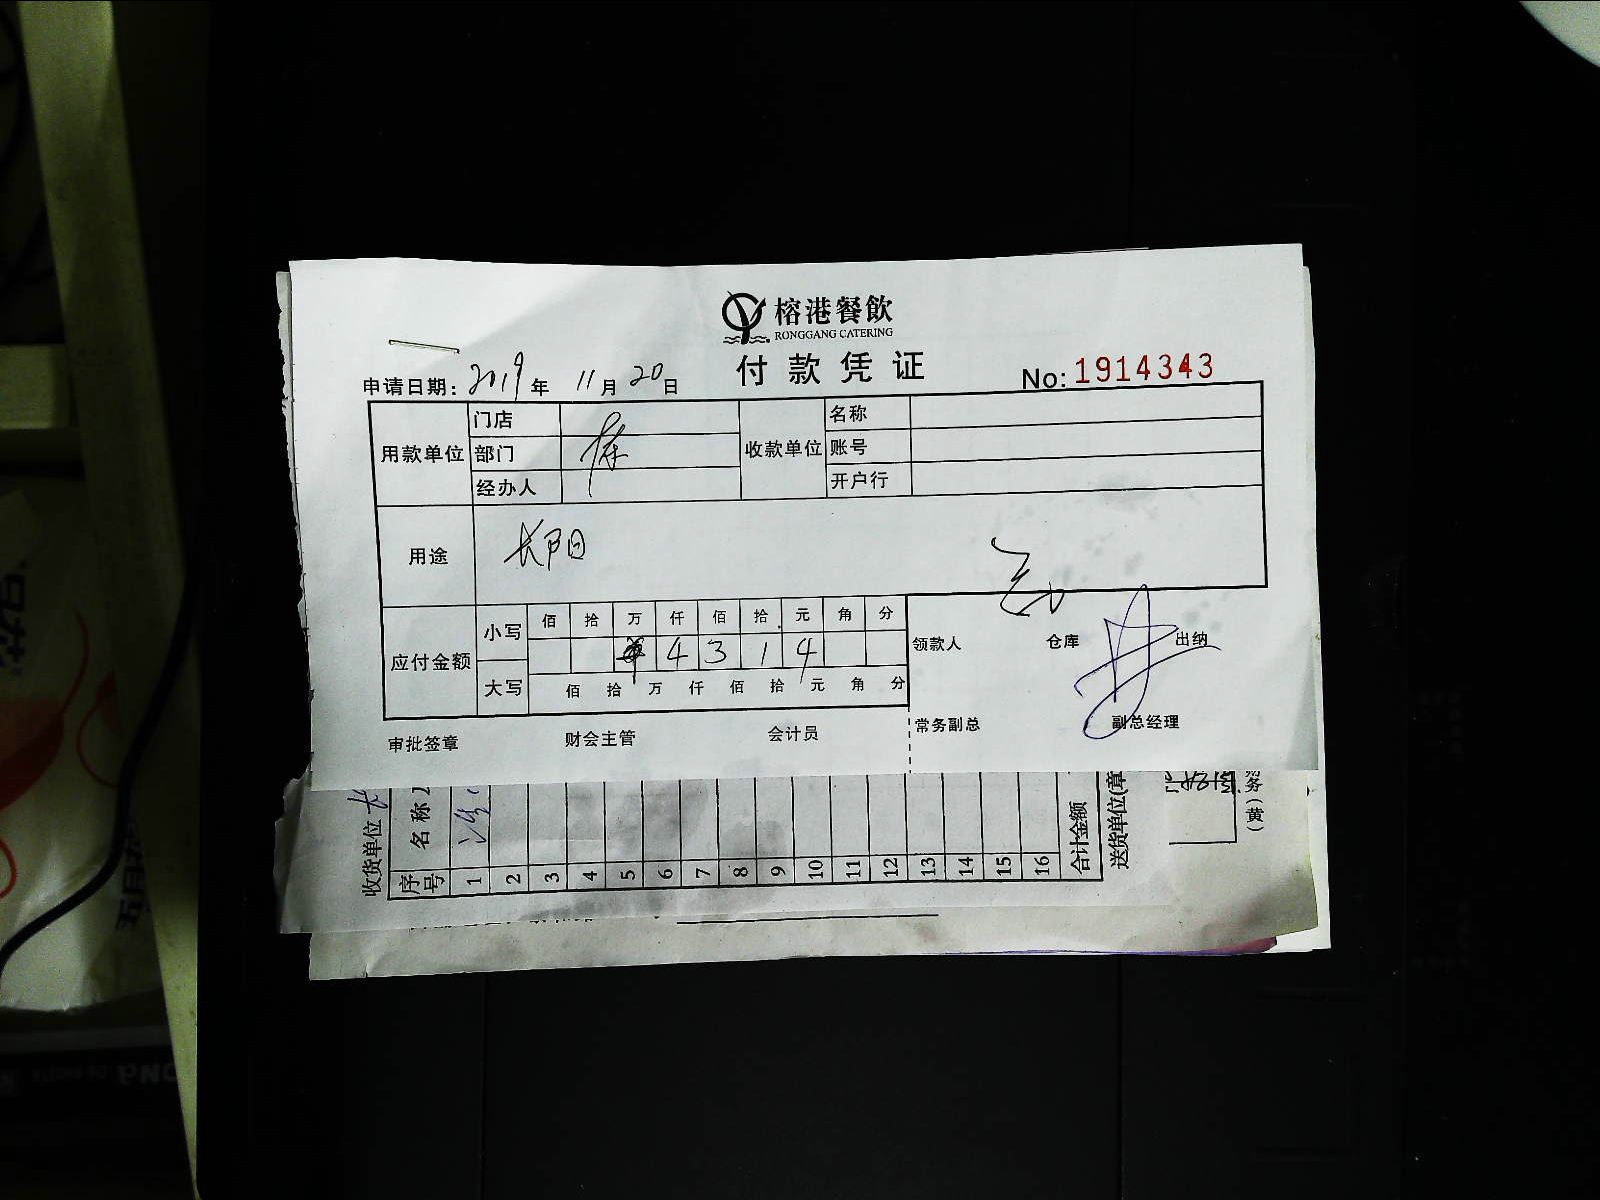 榕港餐飲
RONGGANG CATERING
付款凭证
申请日期: 2019 年 11 月 20 日
No: 1914343
用款单位 门店 收款单位 名称
部门 账号
经办人 开户行
用途 长阳
应付金额 小写 佰 拾 万 仟 佰 拾 元 角 分
4 3 1 4
大写 佰 拾 万 仟 佰 拾 元 角 分
领款人 仓库 出纳
常务副总 副总经理
审批签章 财会主管 会计员
收货单位
序号 名称
1
2
3
4
5
6
7
8
9
10
11
12
13
14
15
16
合计金额
送货单位(章
财务(黄)